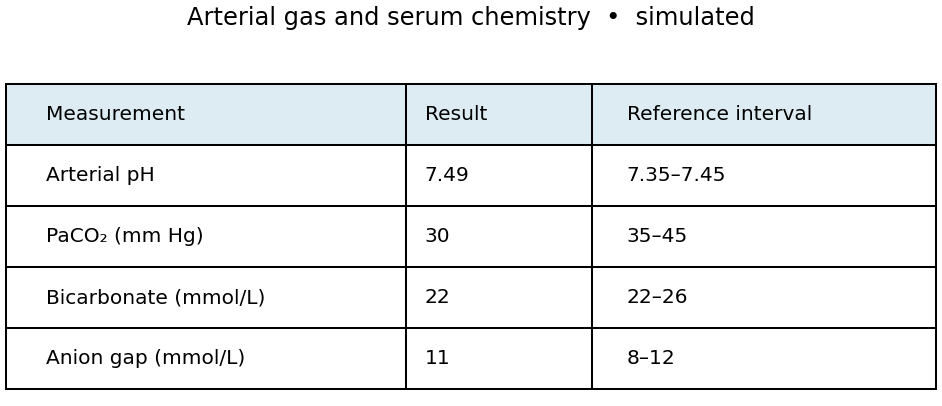 Arterial gas and serum chemistry • simulated
Measurement Result Reference interval
Arterial pH 7.49 7.35–7.45
PaCO₂ (mm Hg) 30 35–45
Bicarbonate (mmol/L) 22 22–26
Anion gap (mmol/L) 11 8–12